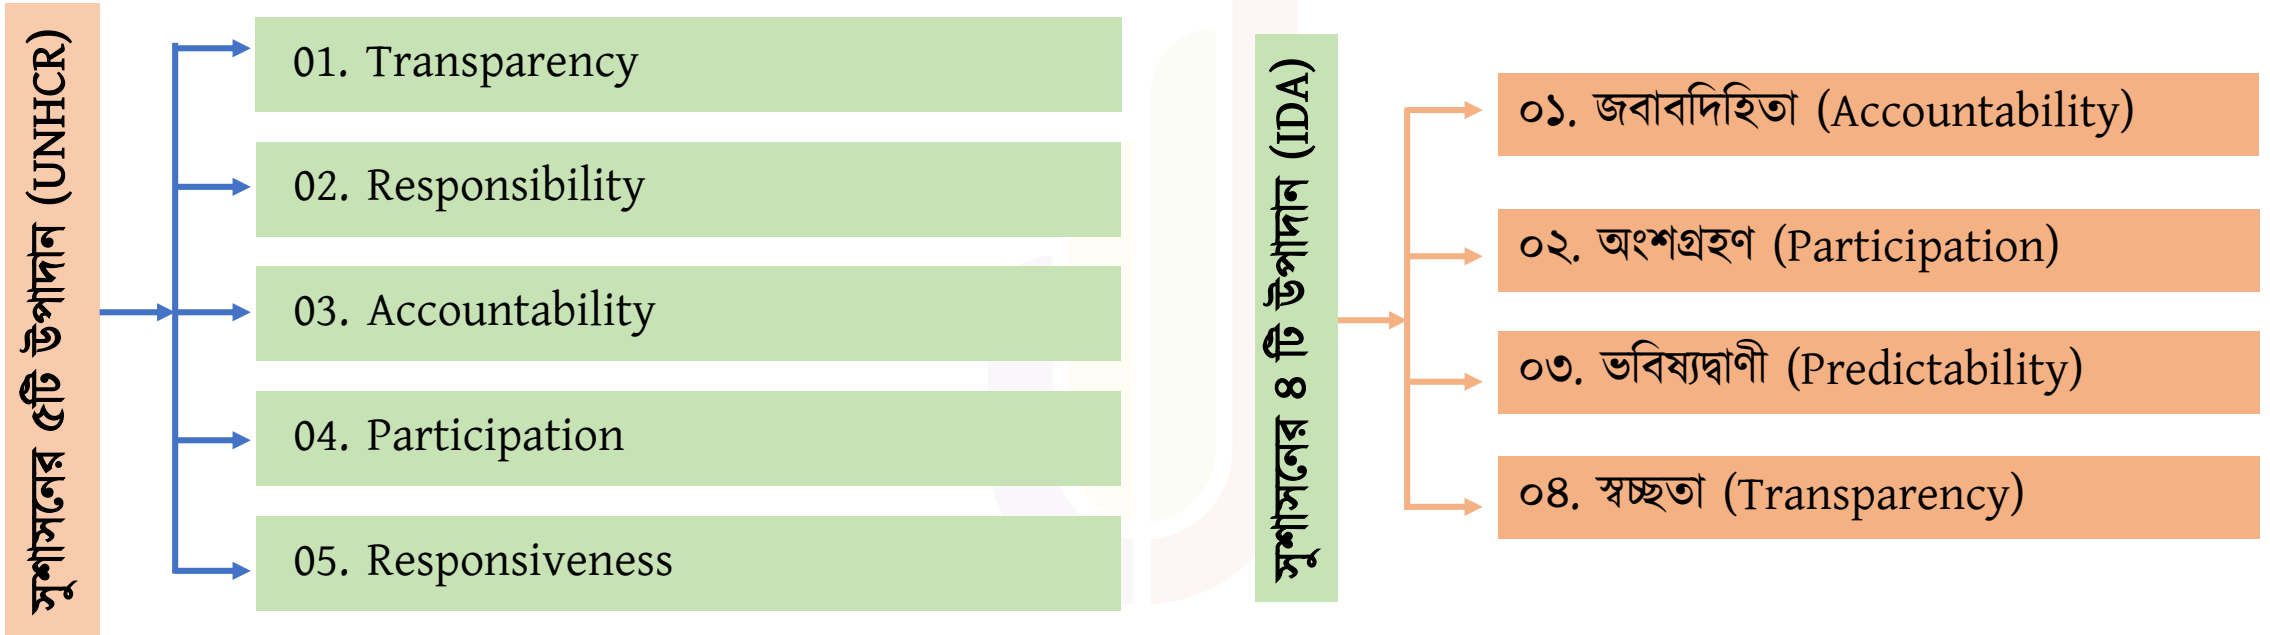 সুশাসনের ৫টি উপাদান (UNHCR)
01. Transparency
02. Responsibility
03. Accountability
04. Participation
05. Responsiveness
সুশাসনের ৪ টি উপাদান (IDA)
০১. জবাবদিহিতা (Accountability)
০২. অংশগ্রহণ (Participation)
০৩. ভবিষ্যদ্বাণী (Predictability)
০৪. স্বচ্ছতা (Transparency)